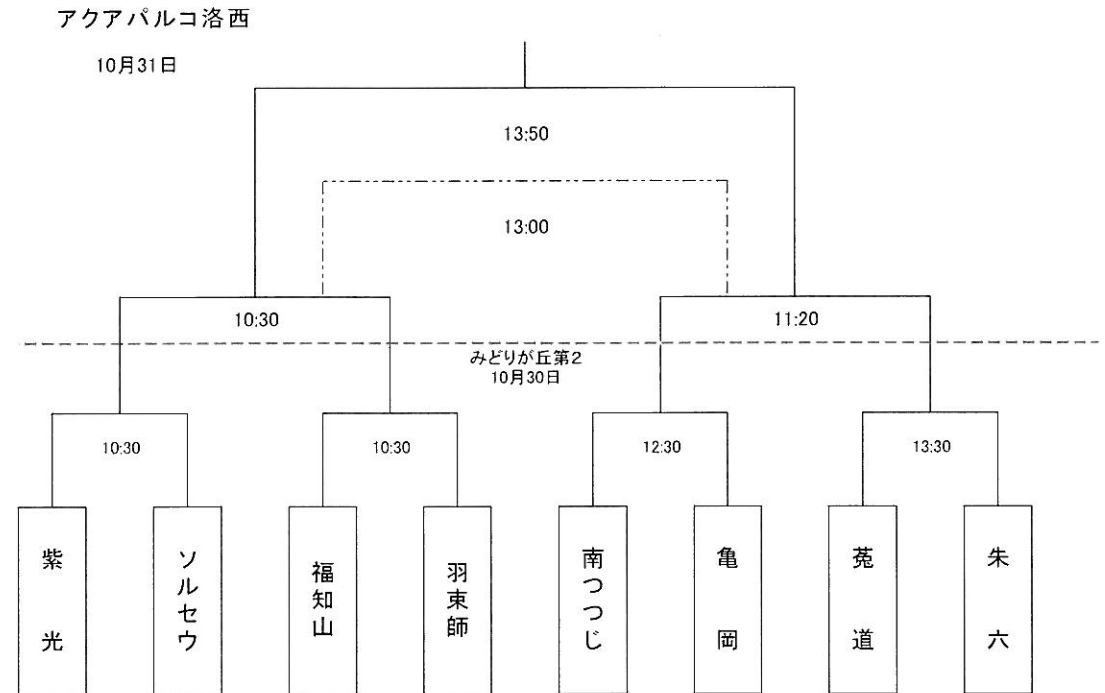 アクアパルコ洛西
10月31日
13:50
13:00
10:30
11:20
みどりが丘第2
10月30日
10:30
10:30
12:30
13:30
紫光
ソルセウ
福知山
羽束師
南つつじ
亀岡
菟道
朱六